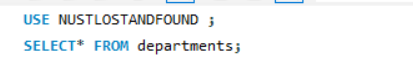 USE NUSTLOSTANDFOUND ;
SELECT* FROM departments;